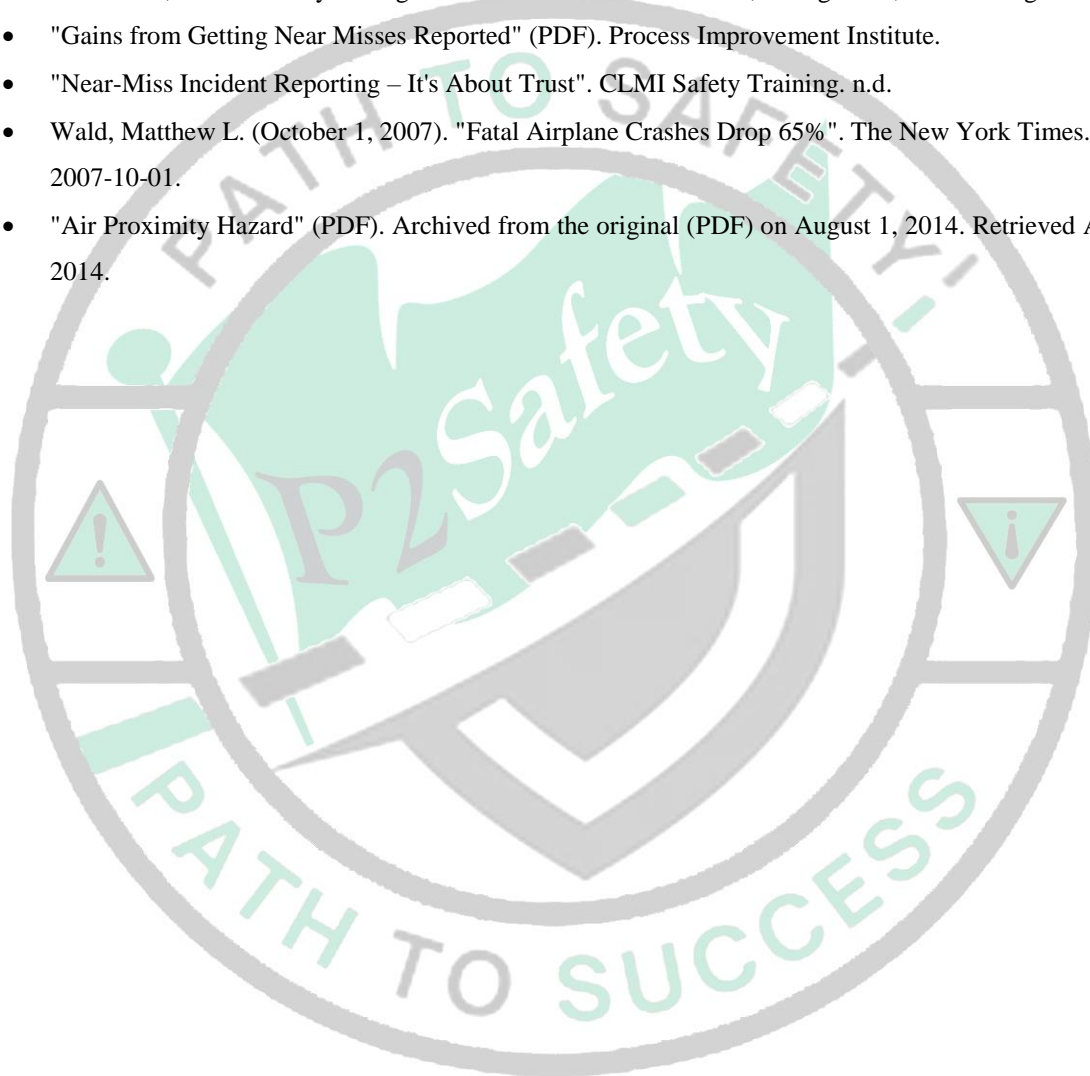 • "Gains from Getting Near Misses Reported" (PDF). Process Improvement Institute.
• "Near-Miss Incident Reporting – It's About Trust". CLMI Safety Training. n.d.
• Wald, Matthew L. (October 1, 2007). "Fatal Airplane Crashes Drop 65%". The New York Times.
2007-10-01.
• "Air Proximity Hazard" (PDF). Archived from the original (PDF) on August 1, 2014. Retrieved
2014.
PATH TO SAFETY!
P2Safety
!
¡
PATH TO SUCCESS